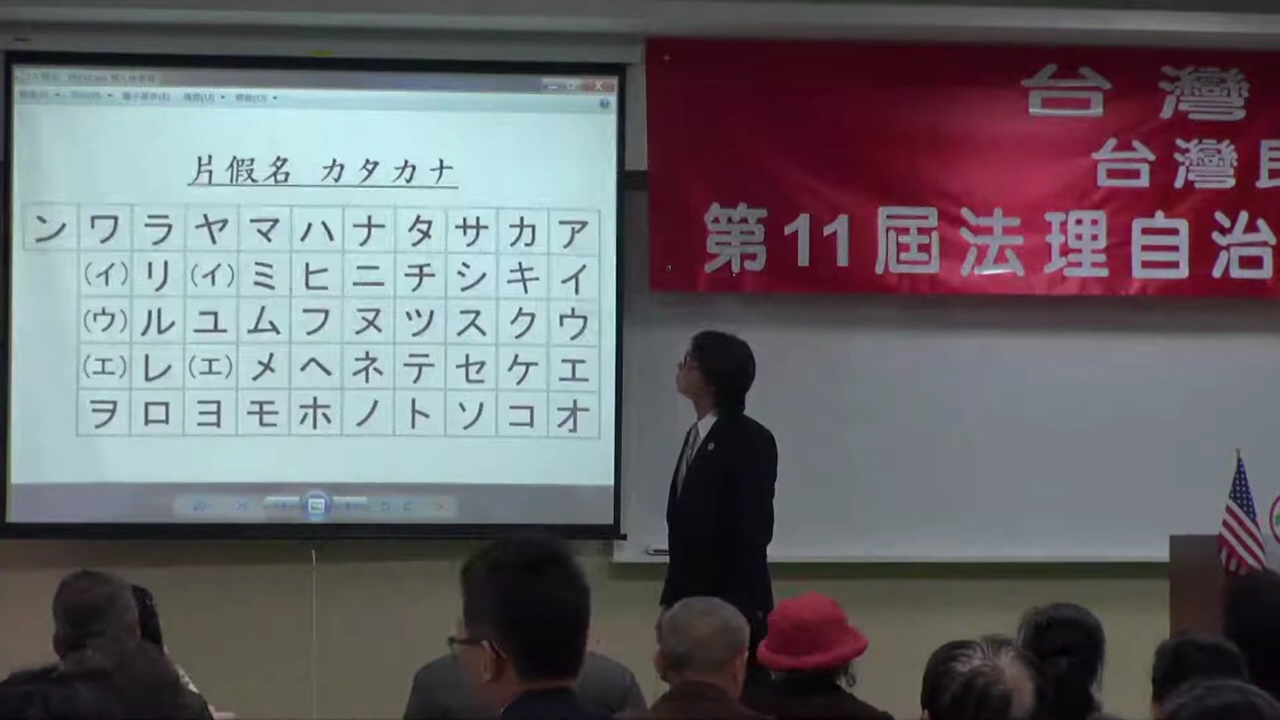 片假名 カタカナ
ン ワ ラ ヤ マ ハ ナ タ サ カ ア
(イ) リ (イ) ミ ヒ ニ チ シ キ イ
(ウ) ル ユ ム フ ヌ ツ ス ク ウ
(エ) レ (エ) メ ヘ ネ テ セ ケ エ
ヲ ロ ヨ モ ホ ノ ト ソ コ オ
台灣
台灣民
第11屆法理自治